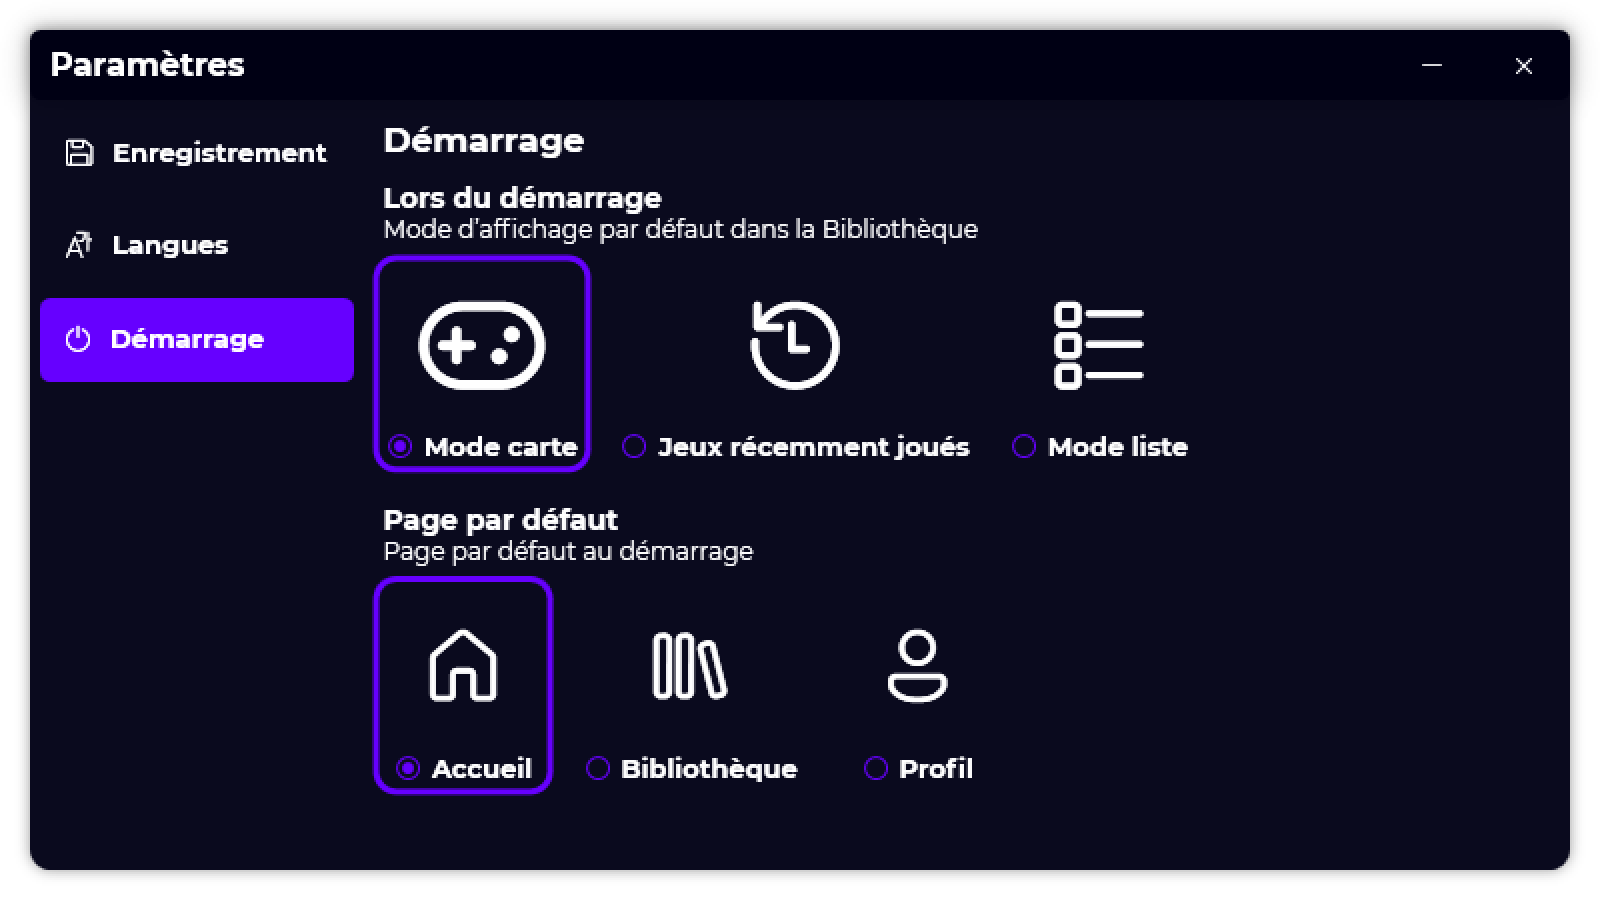 Paramètres
Enregistrement
Langues
Démarrage
Démarrage
Lors du démarrage
Mode d'affichage par défaut dans la Bibliothèque
Mode carte
Jeux récemment joués
Mode liste
Page par défaut
Page par défaut au démarrage
Accueil
Bibliothèque
Profil